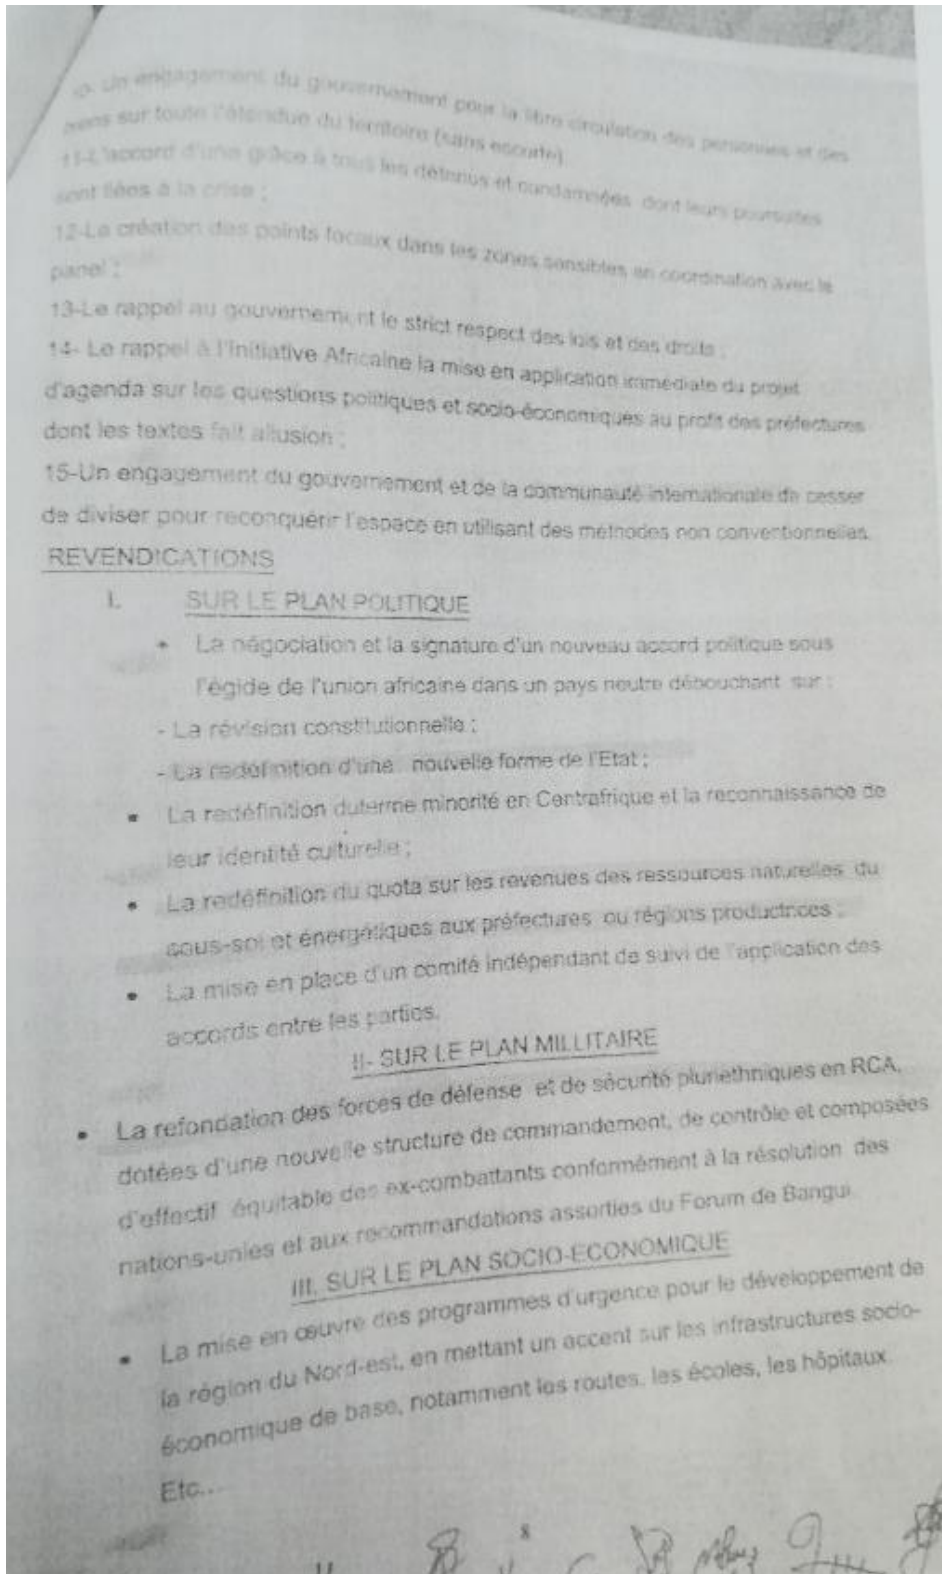 10- Un engagement du gouvernement pour la libre circulation des personnes et des
biens sur toute l'étendue du territoire (sans escorte)
11-L'accord d'une grâce à tous les détenus et condamnées dont leurs poursuites
sont liées à la crise ;
12-La création des points focaux dans les zones sensibles en coordination avec le
panel ;
13-Le rappel au gouvernement le strict respect des lois et des droits ;
14- Le rappel à l'Initiative Africaine la mise en application immédiate du projet
d'agenda sur les questions politiques et socio-économiques au profit des préfectures
dont les textes fait allusion ;
15-Un engagement du gouvernement et de la communauté internationale de cesser
de diviser pour reconquérir l'espace en utilisant des méthodes non conventionnelles.
REVENDICATIONS
I. SUR LE PLAN POLITIQUE
• La négociation et la signature d'un nouveau accord politique sous
l'égide de l'union africaine dans un pays neutre débouchant sur :
- La révision constitutionnelle ;
- La redéfinition d'une nouvelle forme de l'Etat ;
• La redéfinition duterme minorité en Centrafrique et la reconnaissance de
leur identité culturelle ;
• La redéfinition du quota sur les revenues des ressources naturelles du
sous-sol et énergétiques aux préfectures ou régions productrices ;
• La mise en place d'un comité indépendant de suivi de l'application des
accords entre les parties.
II- SUR LE PLAN MILLITAIRE
• La refondation des forces de défense et de sécurité pluriethniques en RCA,
dotées d'une nouvelle structure de commandement, de contrôle et composées
d'effectif équitable des ex-combattants conformément à la résolution des
nations-unies et aux recommandations assorties du Forum de Bangui.
III. SUR LE PLAN SOCIO-ECONOMIQUE
• La mise en œuvre des programmes d'urgence pour le développement de
la région du Nord-est, en mettant un accent sur les infrastructures socio-
économique de base, notamment les routes, les écoles, les hôpitaux.
Etc...
8